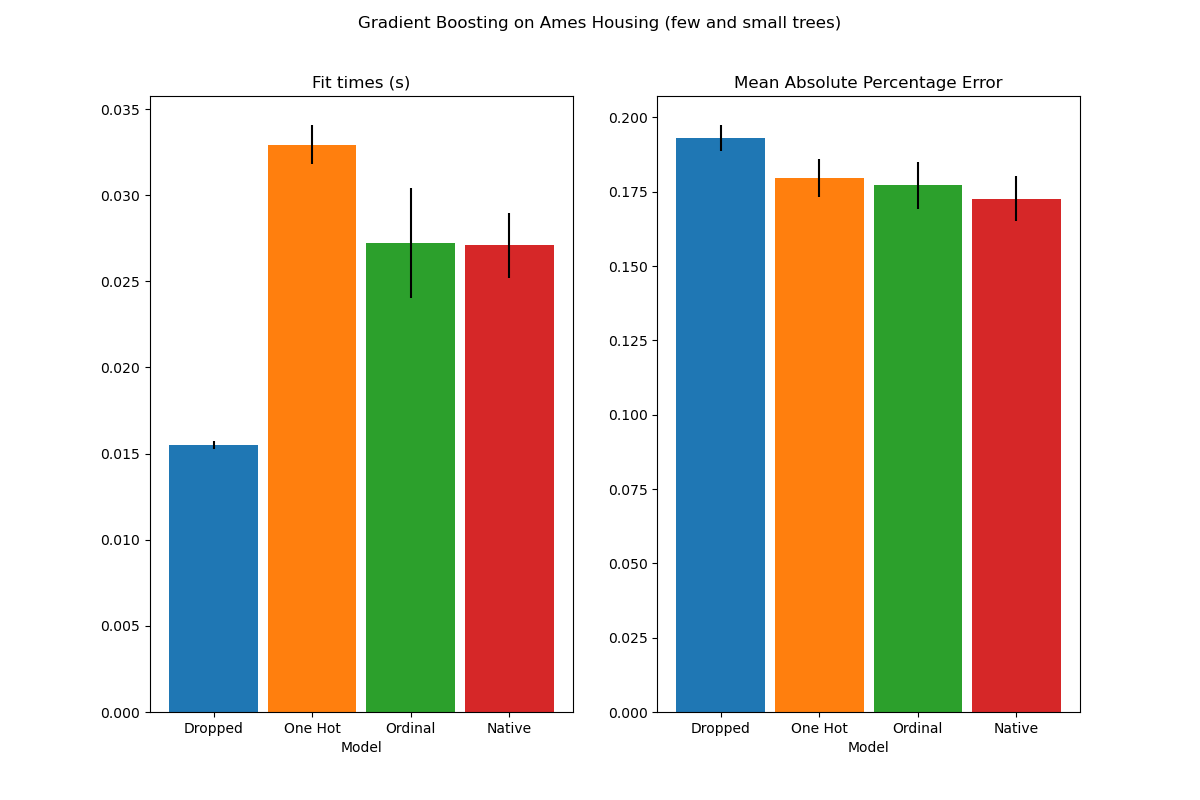 Gradient Boosting on Ames Housing (few and small trees)
Fit times (s)
0.035
0.030
0.025
0.020
0.015
0.010
0.005
0.000
Dropped One Hot Ordinal Native
Model
Mean Absolute Percentage Error
0.200
0.175
0.150
0.125
0.100
0.075
0.050
0.025
0.000
Dropped One Hot Ordinal Native
Model